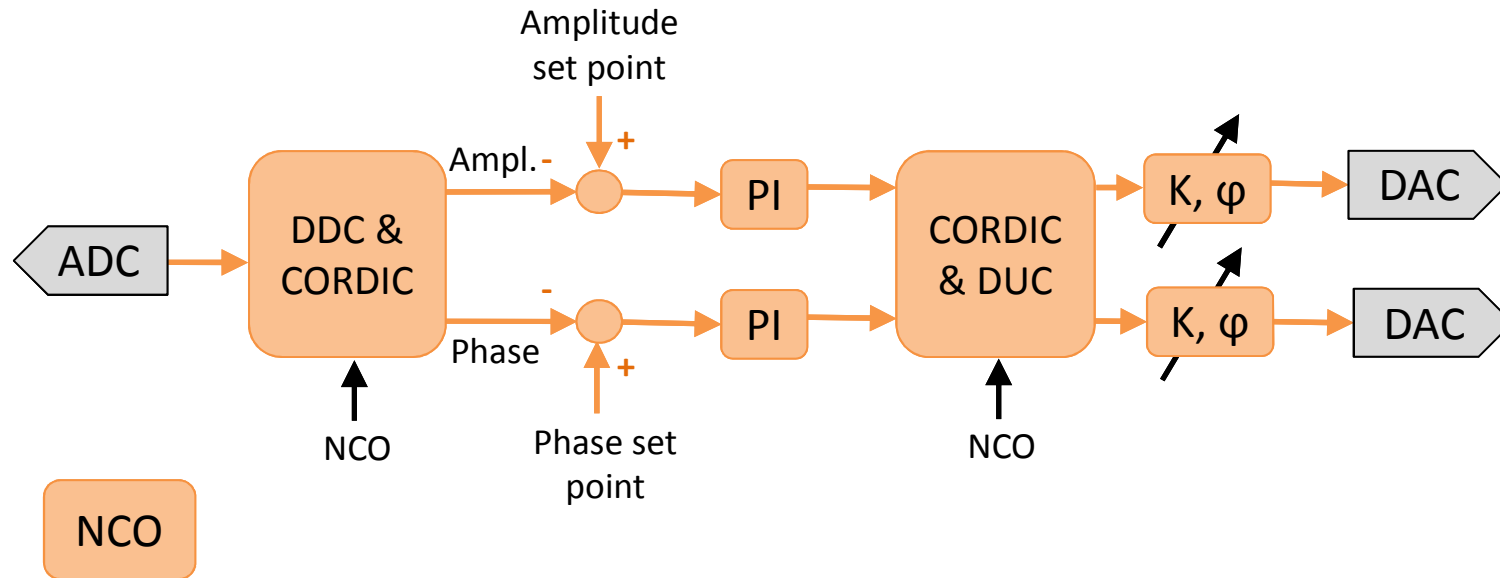 Amplitude
set point
Ampl. - +
ADC
DDC &
CORDIC
PI
CORCIC
& DUC
K, φ
DAC
-
Phase
+
PI
K, φ
DAC
NCO
Phase set
point
NCO
NCO